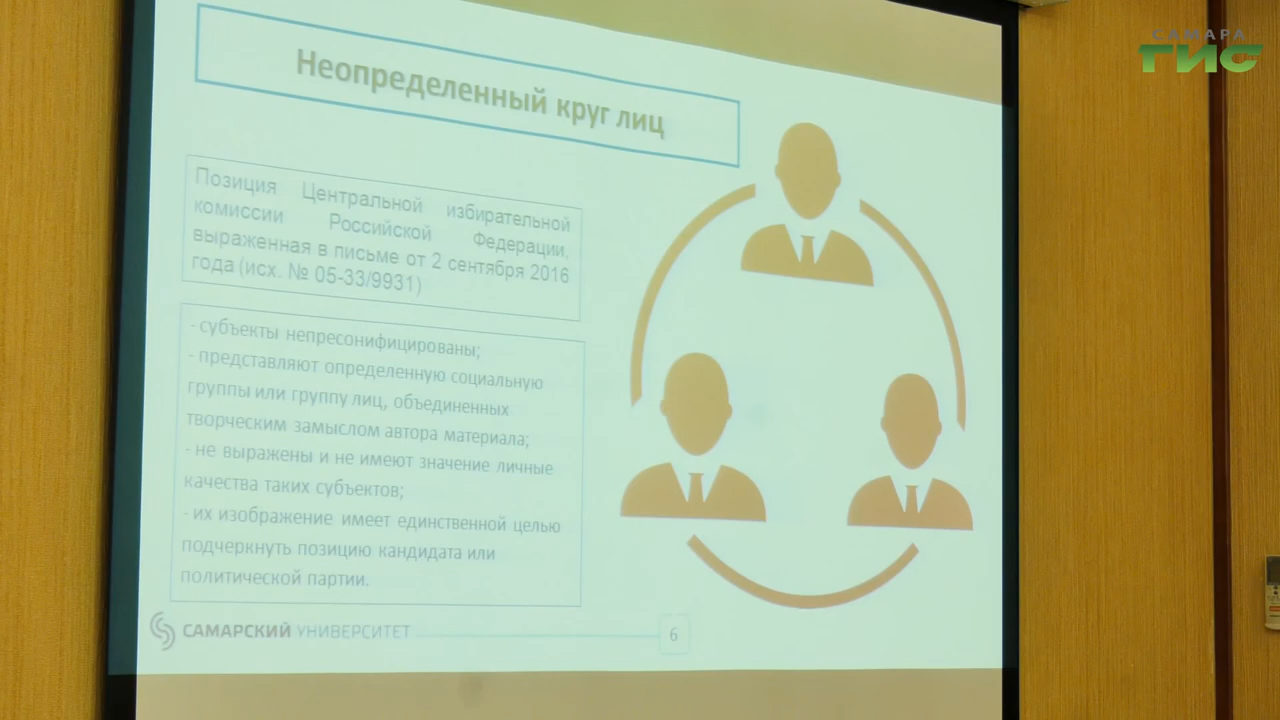 САМАРА
ГИС
Неопределенный круг лиц
Позиция Центральной избирательной
комиссии Российской Федерации,
выраженная в письме от 2 сентября 2016
года (исх. № 05-33/9931)
- субъекты непресонифицированы;
- представляют определенную социальную
группы или группу лиц, объединенных
творческим замыслом автора материала;
- не выражены и не имеют значение личные
качества таких субъектов;
- их изображение имеет единственной целью
подчеркнуть позицию кандидата или
политической партии.
САМАРСКИЙ УНИВЕРСИТЕТ
6